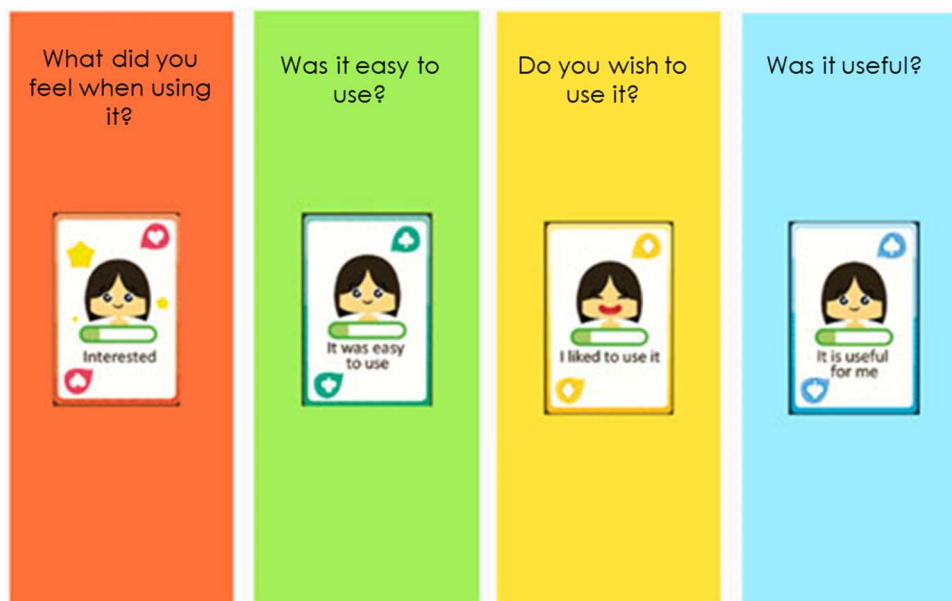 What did you
feel when using
it?
Interested
Was it easy to
use?
It was easy
to use
Do you wish to
use it?
I liked to use it
Was it useful?
It is useful
for me